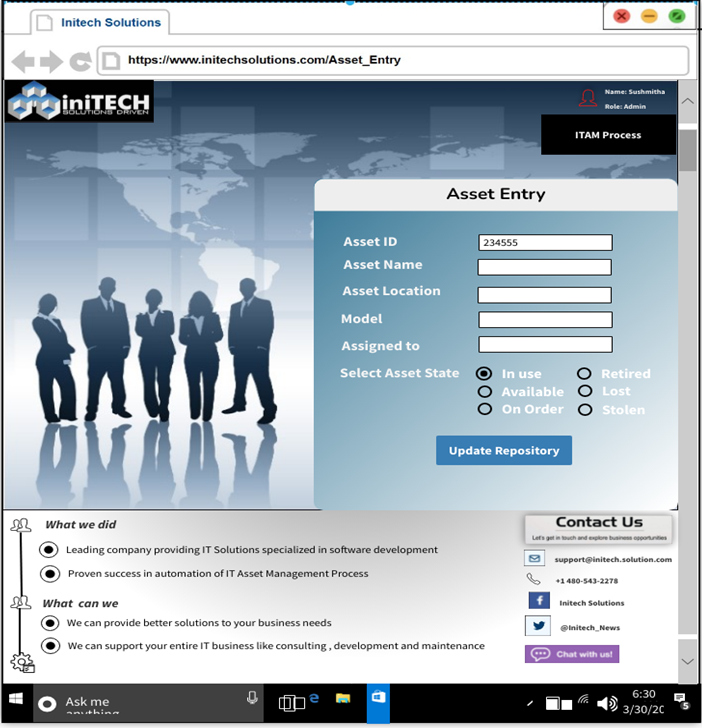 Initech Solutions
https://www.initechsolutions.com/Asset_Entry
iniTECH
SOLUTIONS DRIVEN
Name: Sushmitha
Role: Admin
ITAM Process
Asset Entry
Asset ID 234555
Asset Name
Asset Location
Model
Assigned to
Select Asset State In use Retired
Available Lost
On Order Stolen
Update Repository
What we did
Leading company providing IT Solutions specialized in software development
Proven success in automation of IT Asset Management Process
What can we
We can provide better solutions to your business needs
We can support your entire IT business like consulting , development and maintenance
Contact Us
Let's get in touch and explore business opportunities
support@initech.solution.com
+1 480-543-2278
Initech Solutions
@Initech_News
Chat with us!
Ask me
anything
6:30
3/30/20
5